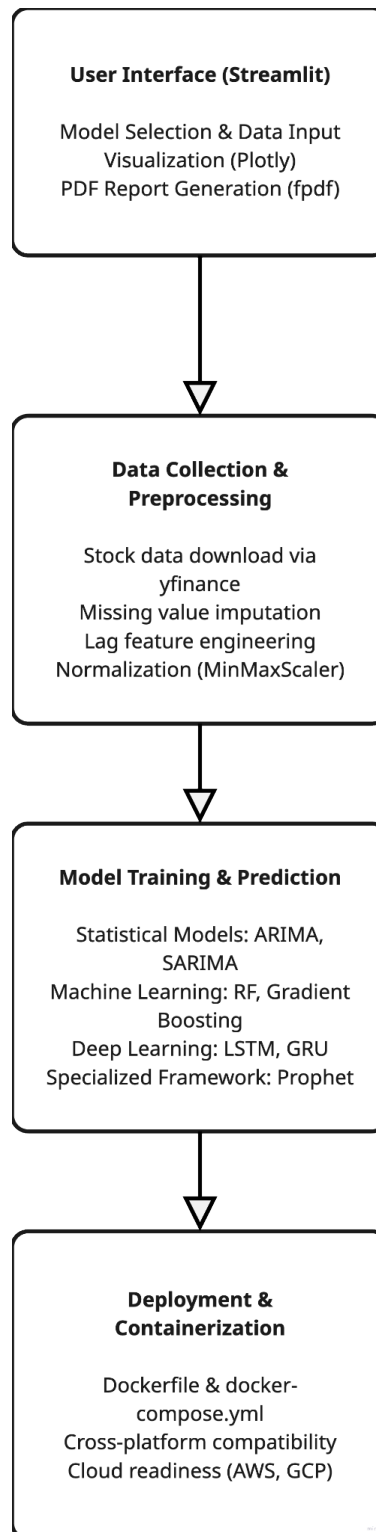 User Interface (Streamlit)
Model Selection & Data Input
Visualization (Plotly)
PDF Report Generation (fpdf)
Data Collection &
Preprocessing
Stock data download via
yfinance
Missing value imputation
Lag feature engineering
Normalization (MinMaxScaler)
Model Training & Prediction
Statistical Models: ARIMA,
SARIMA
Machine Learning: RF, Gradient
Boosting
Deep Learning: LSTM, GRU
Specialized Framework: Prophet
Deployment &
Containerization
Dockerfile & docker-
compose.yml
Cross-platform compatibility
Cloud readiness (AWS, GCP)